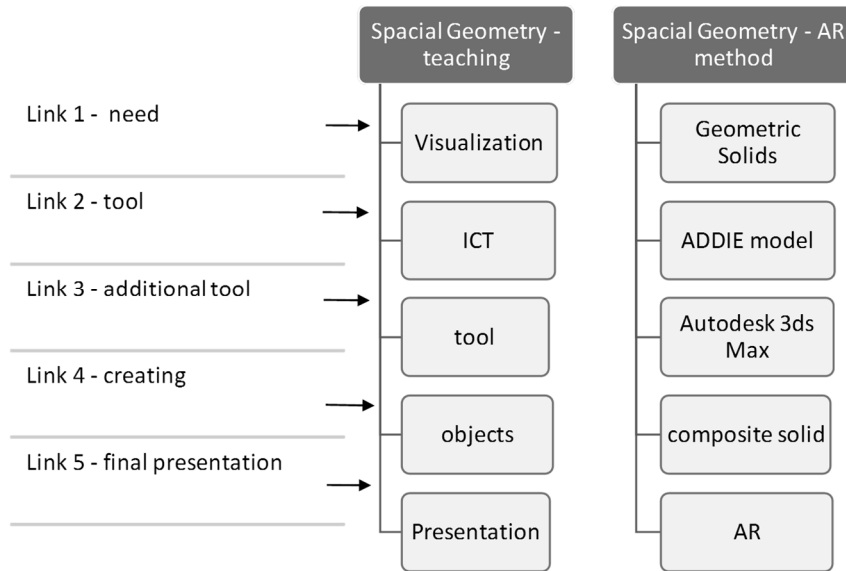 Spacial Geometry -
teaching
Spacial Geometry - AR
method
Link 1 - need
Visualization
Geometric
Solids
Link 2 - tool
ICT
ADDIE model
Link 3 - additional tool
tool
Autodesk 3ds
Max
Link 4 - creating
objects
composite solid
Link 5 - final presentation
Presentation
AR